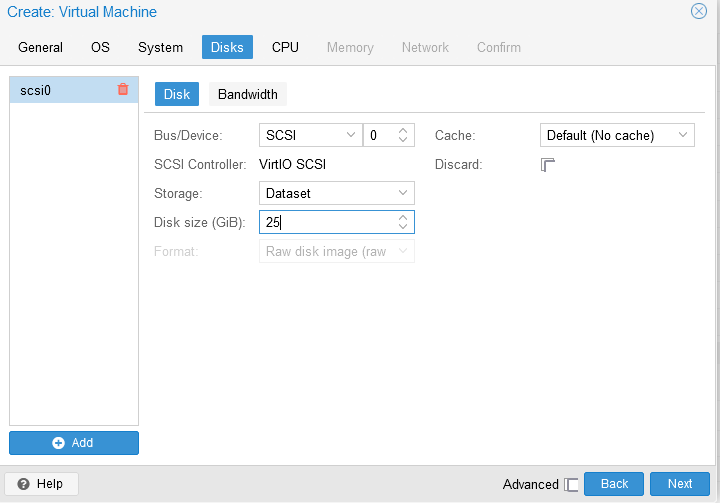 Create: Virtual Machine
General OS System Disks CPU Memory Network Confirm
scsi0
Disk Bandwidth
Bus/Device: SCSI 0 Cache: Default (No cache)
SCSI Controller: VirtIO SCSI Discard:
Storage: Dataset
Disk size (GiB): 25
Format: Raw disk image (raw
Add
Help Advanced Back Next